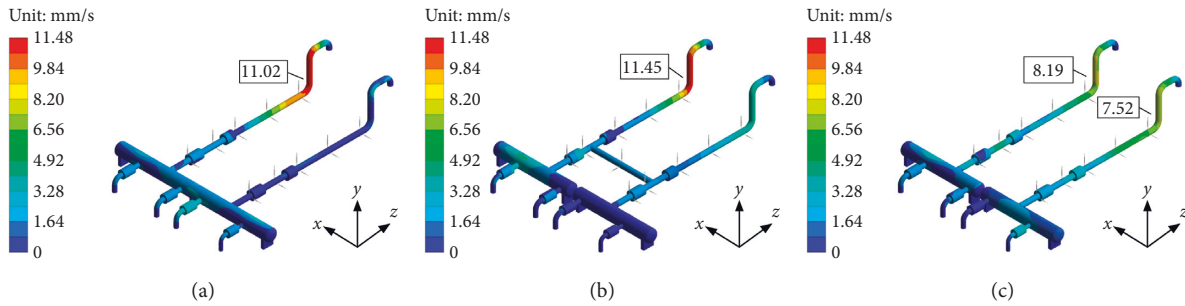 Unit: mm/s
11.48
9.84
8.20
6.56
4.92
3.28
1.64
0
11.02
y
x
z
(a)
Unit: mm/s
11.48
9.84
8.20
6.56
4.92
3.28
1.64
0
11.45
y
x
z
(b)
Unit: mm/s
11.48
9.84
8.20
6.56
4.92
3.28
1.64
0
8.19
7.52
y
x
z
(c)